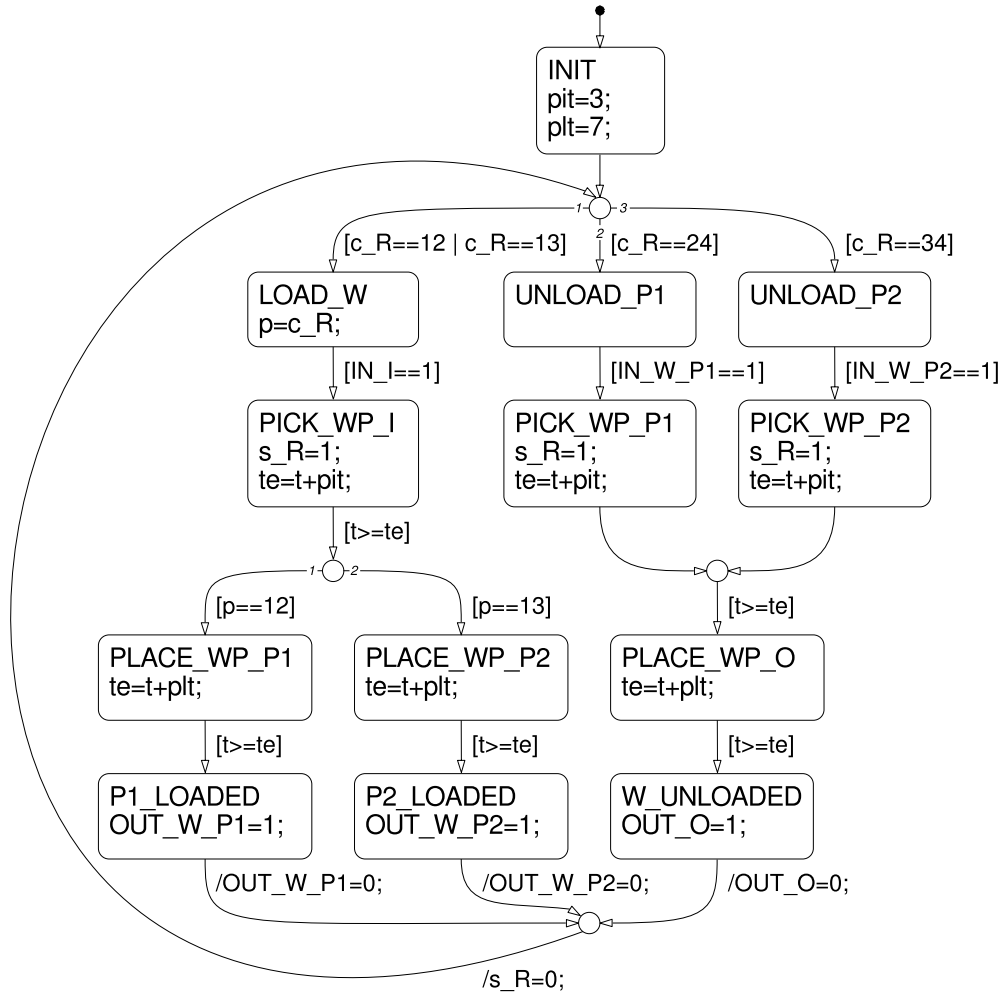 INIT
pit=3;
plt=7;
1
3
2
[c_R==12 | c_R==13]
[c_R==24]
[c_R==34]
LOAD_W
p=c_R;
UNLOAD_P1
UNLOAD_P2
[IN_I==1]
[IN_W_P1==1]
[IN_W_P2==1]
PICK_WP_I
s_R=1;
te=t+pit;
PICK_WP_P1
s_R=1;
te=t+pit;
PICK_WP_P2
s_R=1;
te=t+pit;
[t>=te]
1
2
[p==12]
[p==13]
[t>=te]
PLACE_WP_P1
te=t+plt;
PLACE_WP_P2
te=t+plt;
PLACE_WP_O
te=t+plt;
[t>=te]
[t>=te]
[t>=te]
P1_LOADED
OUT_W_P1=1;
P2_LOADED
OUT_W_P2=1;
W_UNLOADED
OUT_O=1;
/OUT_W_P1=0;
/OUT_W_P2=0;
/OUT_O=0;
/s_R=0;